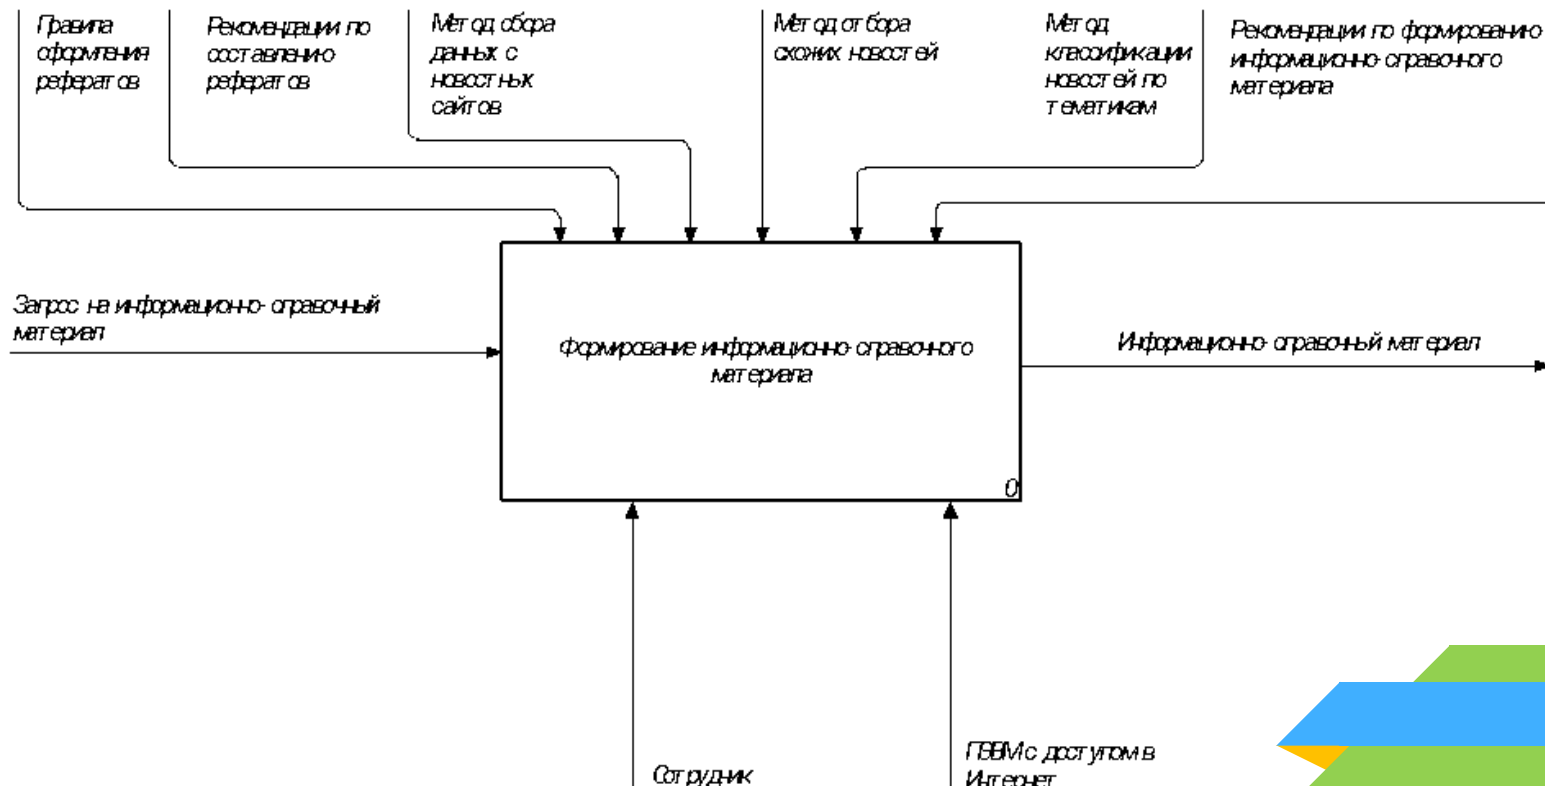 Правила
оформления
рефератов
Рекомендации по
составлению
рефератов
Метод сбора
данных с
новостных
сайтов
Метод отбора
схожих новостей
Метод
классификации
новостей по
тематикам
Рекомендации по формированию
информационно-справочного
материала
Запрос на информационно-справочный
материал
Формирование информационно-справочного
материала
0
Информационно-справочный материал
Сотрудник
ПЭВМ с доступом в
Интернет